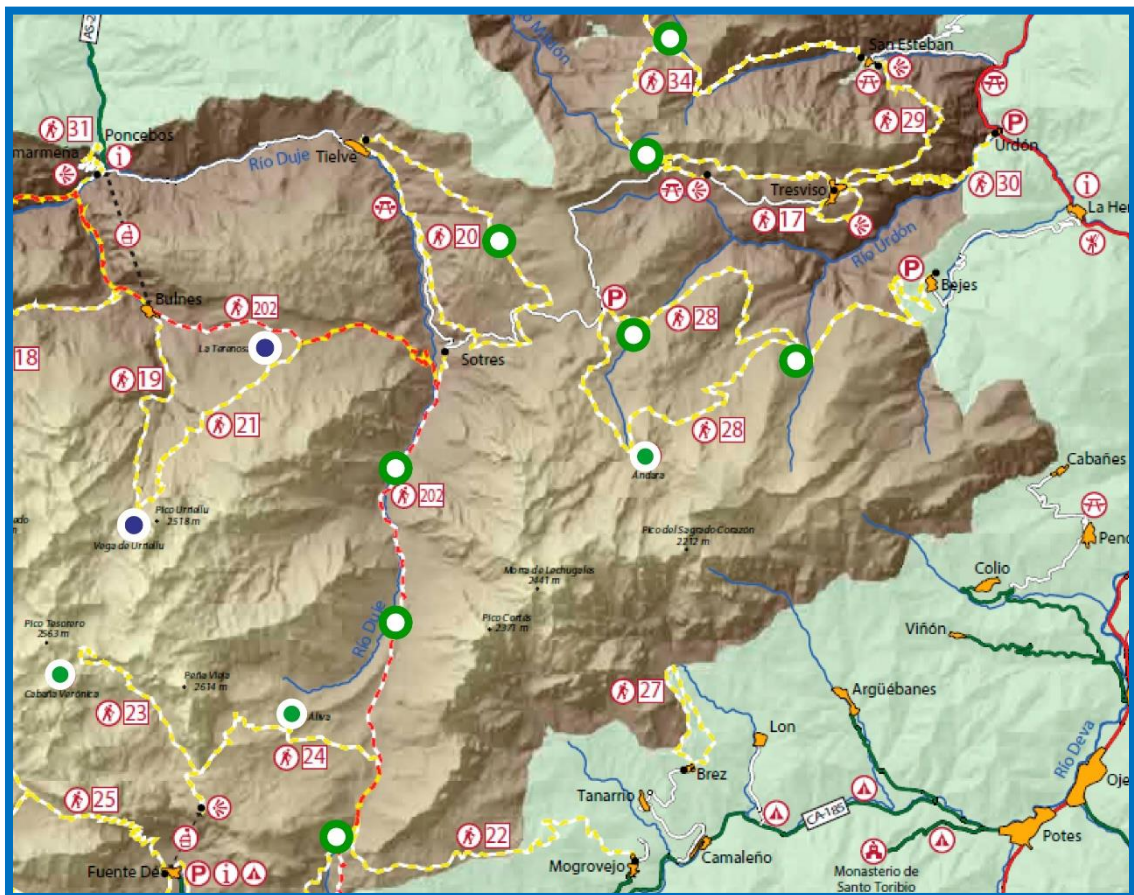 AS-2
Río Mildón
San Esteban
34
29
31
Poncebos
i
marmeña
Río Duje
Tielve
P
Urdón
30
Tresviso
17
i
La Her
20
Río Urdón
P
Bejes
Bulnes
202
P
28
La Terenosa
Sotres
18
19
21
28
Andara
Cabañes
202
Pico Urriellu
2518 m
Vega de Urriellu
Pico del Sagrado Corazón
2212 m
Colio
Morra de Lechugales
2441 m
Río Duje
Pico Cortés
2371 m
Viñón
Pico Tesorero
2563 m
Peña Vieja
2614 m
Cabaña Verónica
27
Argüébanes
23
Áliva
Lon
24
Río Deva
Brez
Tanarrio
25
CA-185
22
Potes
Fuente Dé
P
i
Mogrovejo
Camaleño
Monasterio de
Santo Toribio